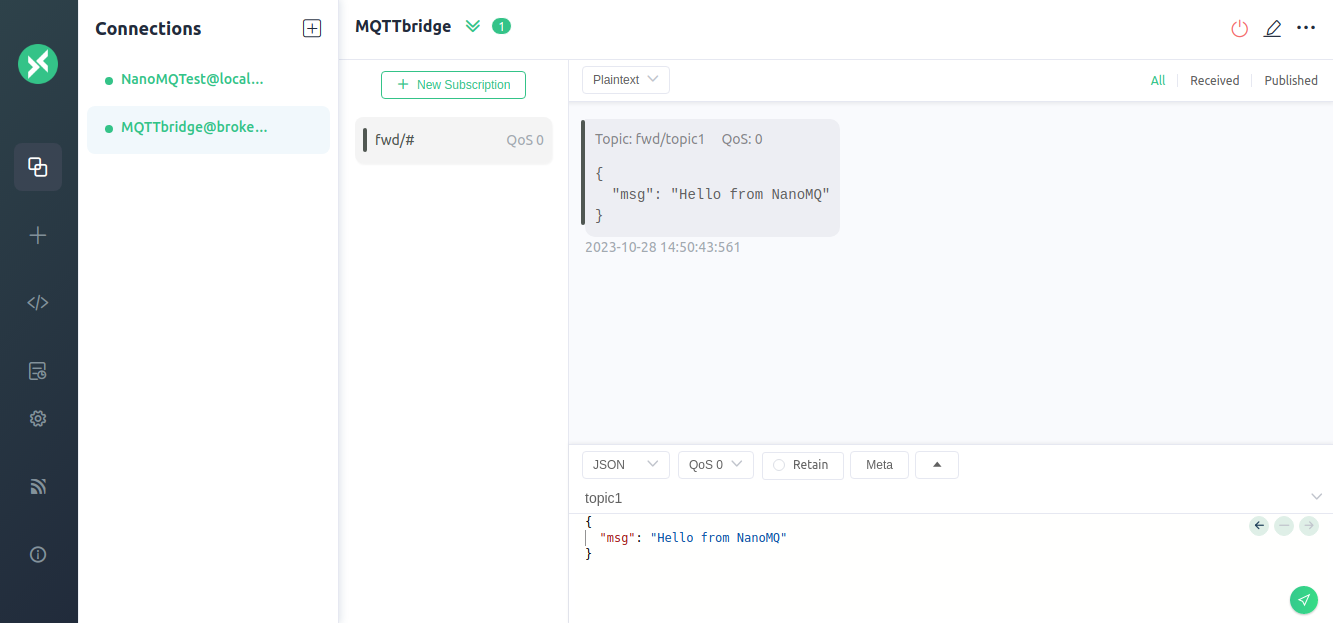 Connections
NanoMQTest@local...
MQTTbridge@broke...
MQTTbridge 1
New Subscription
fwd/# QoS 0
Plaintext All Received Published
Topic: fwd/topic1 QoS: 0
{
"msg": "Hello from NanoMQ"
}
2023-10-28 14:50:43:561
JSON QoS 0 Retain Meta
topic1
{
"msg": "Hello from NanoMQ"
}